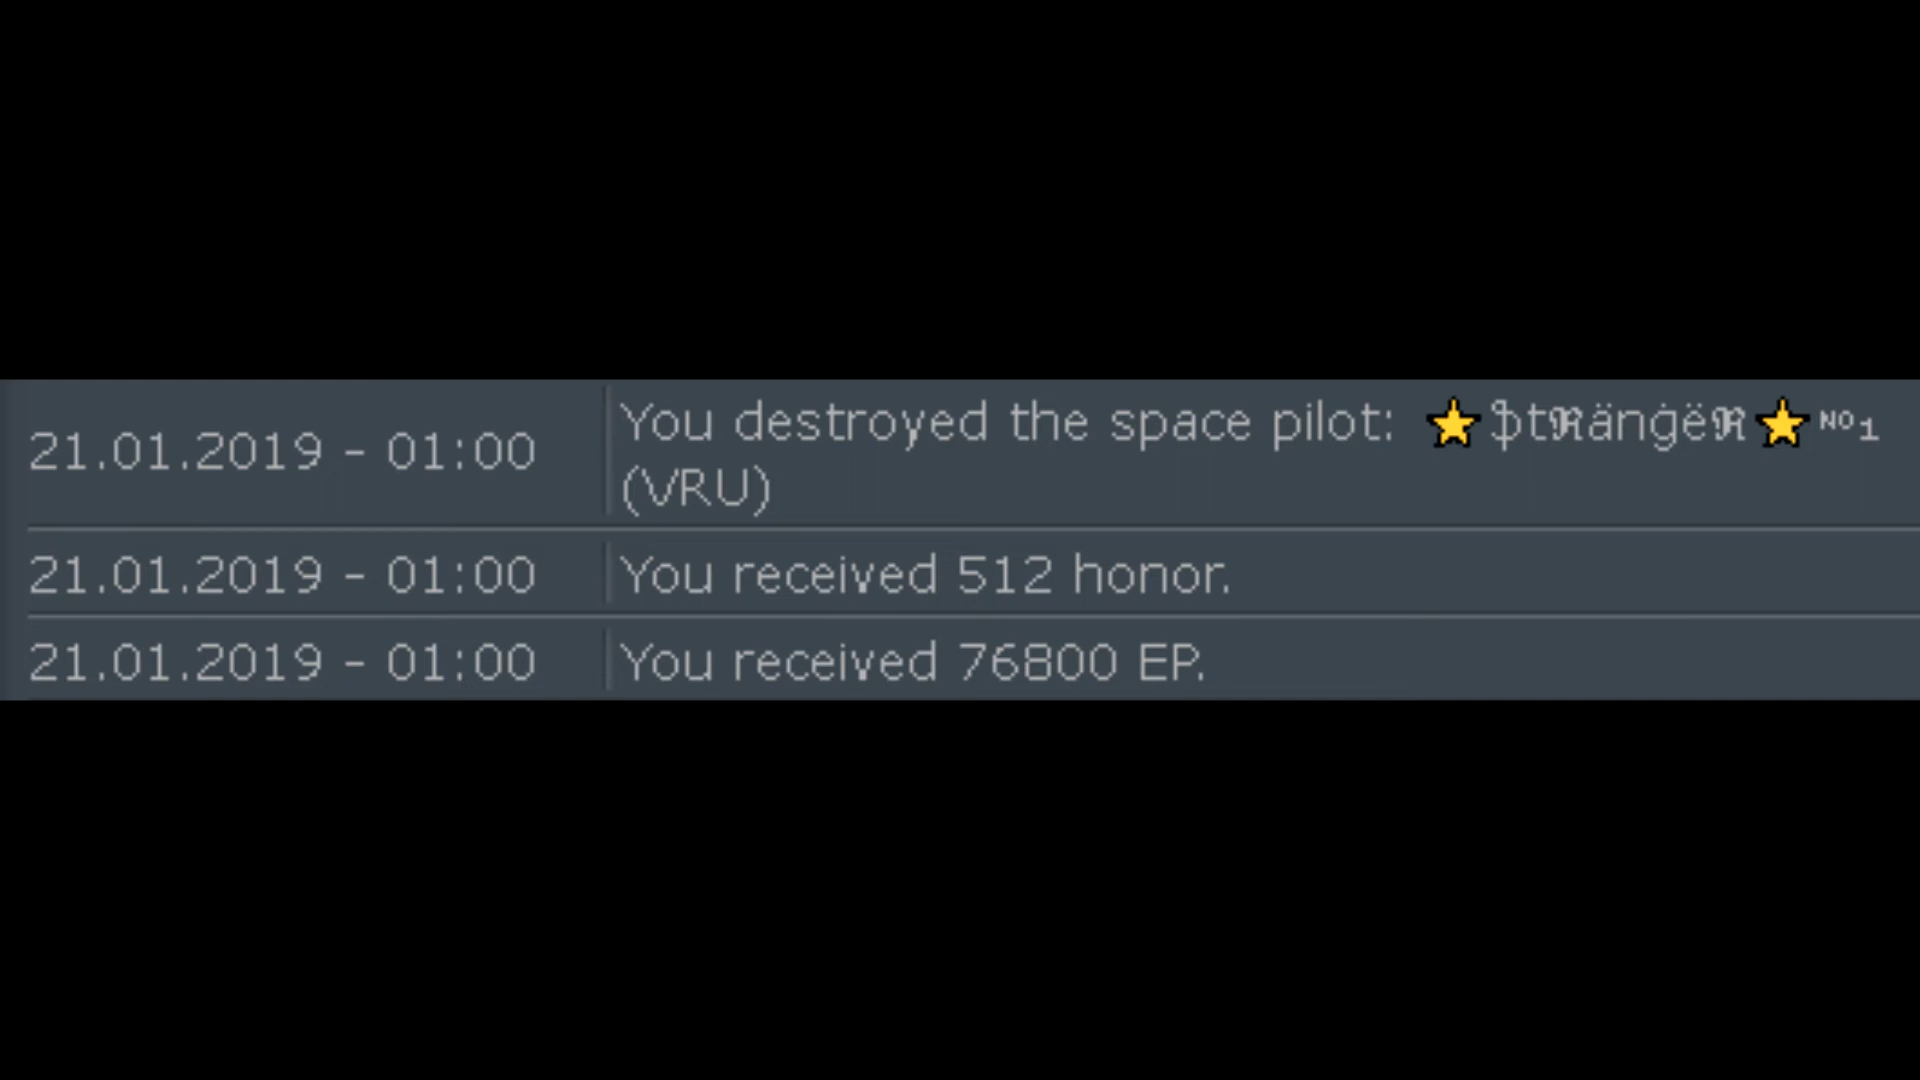 21.01.2019 - 01:00 You destroyed the space pilot: ⭐$tℜänġëℜ⭐ᴺᴼ₁
(VRU)
21.01.2019 - 01:00 You received 512 honor.
21.01.2019 - 01:00 You received 76800 EP.